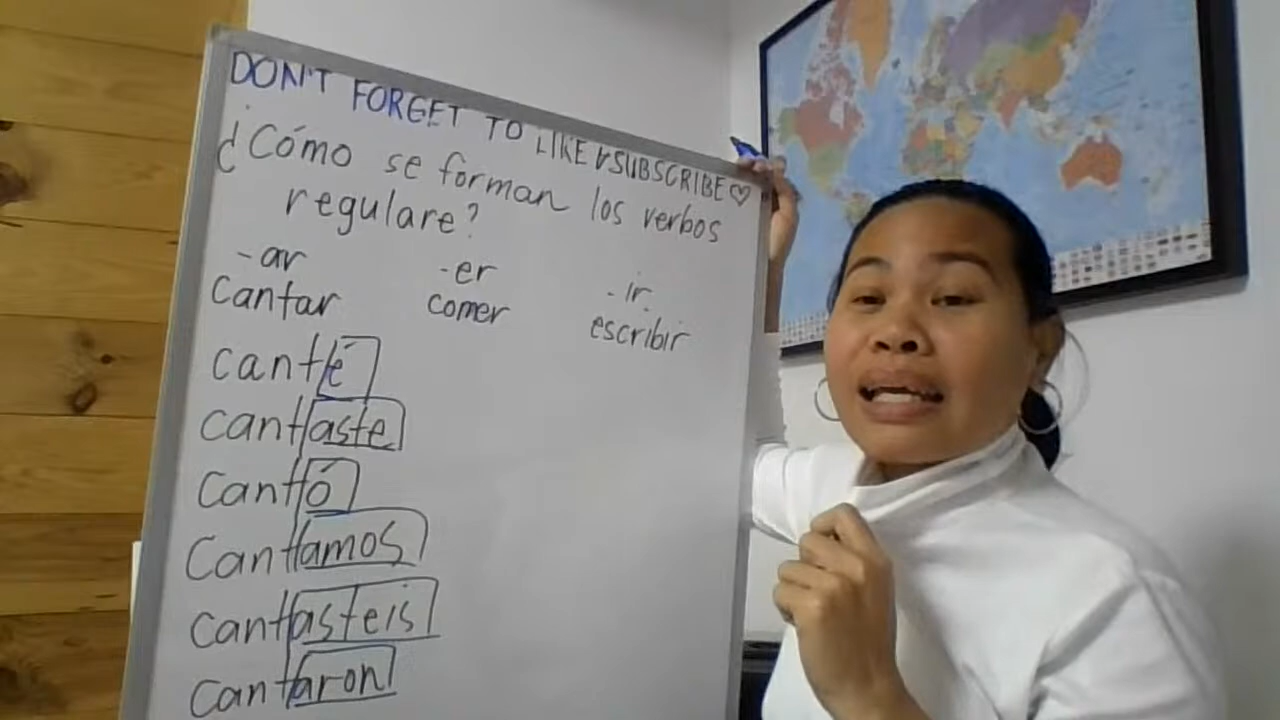 DON'T FORGET TO LIKE & SUBSCRIBE ♡
¿Cómo se forman los verbos
regulare?
-ar -er -ir
cantar comer escribir
canté
cantaste
cantó
cantamos
cantasteis
cantaron